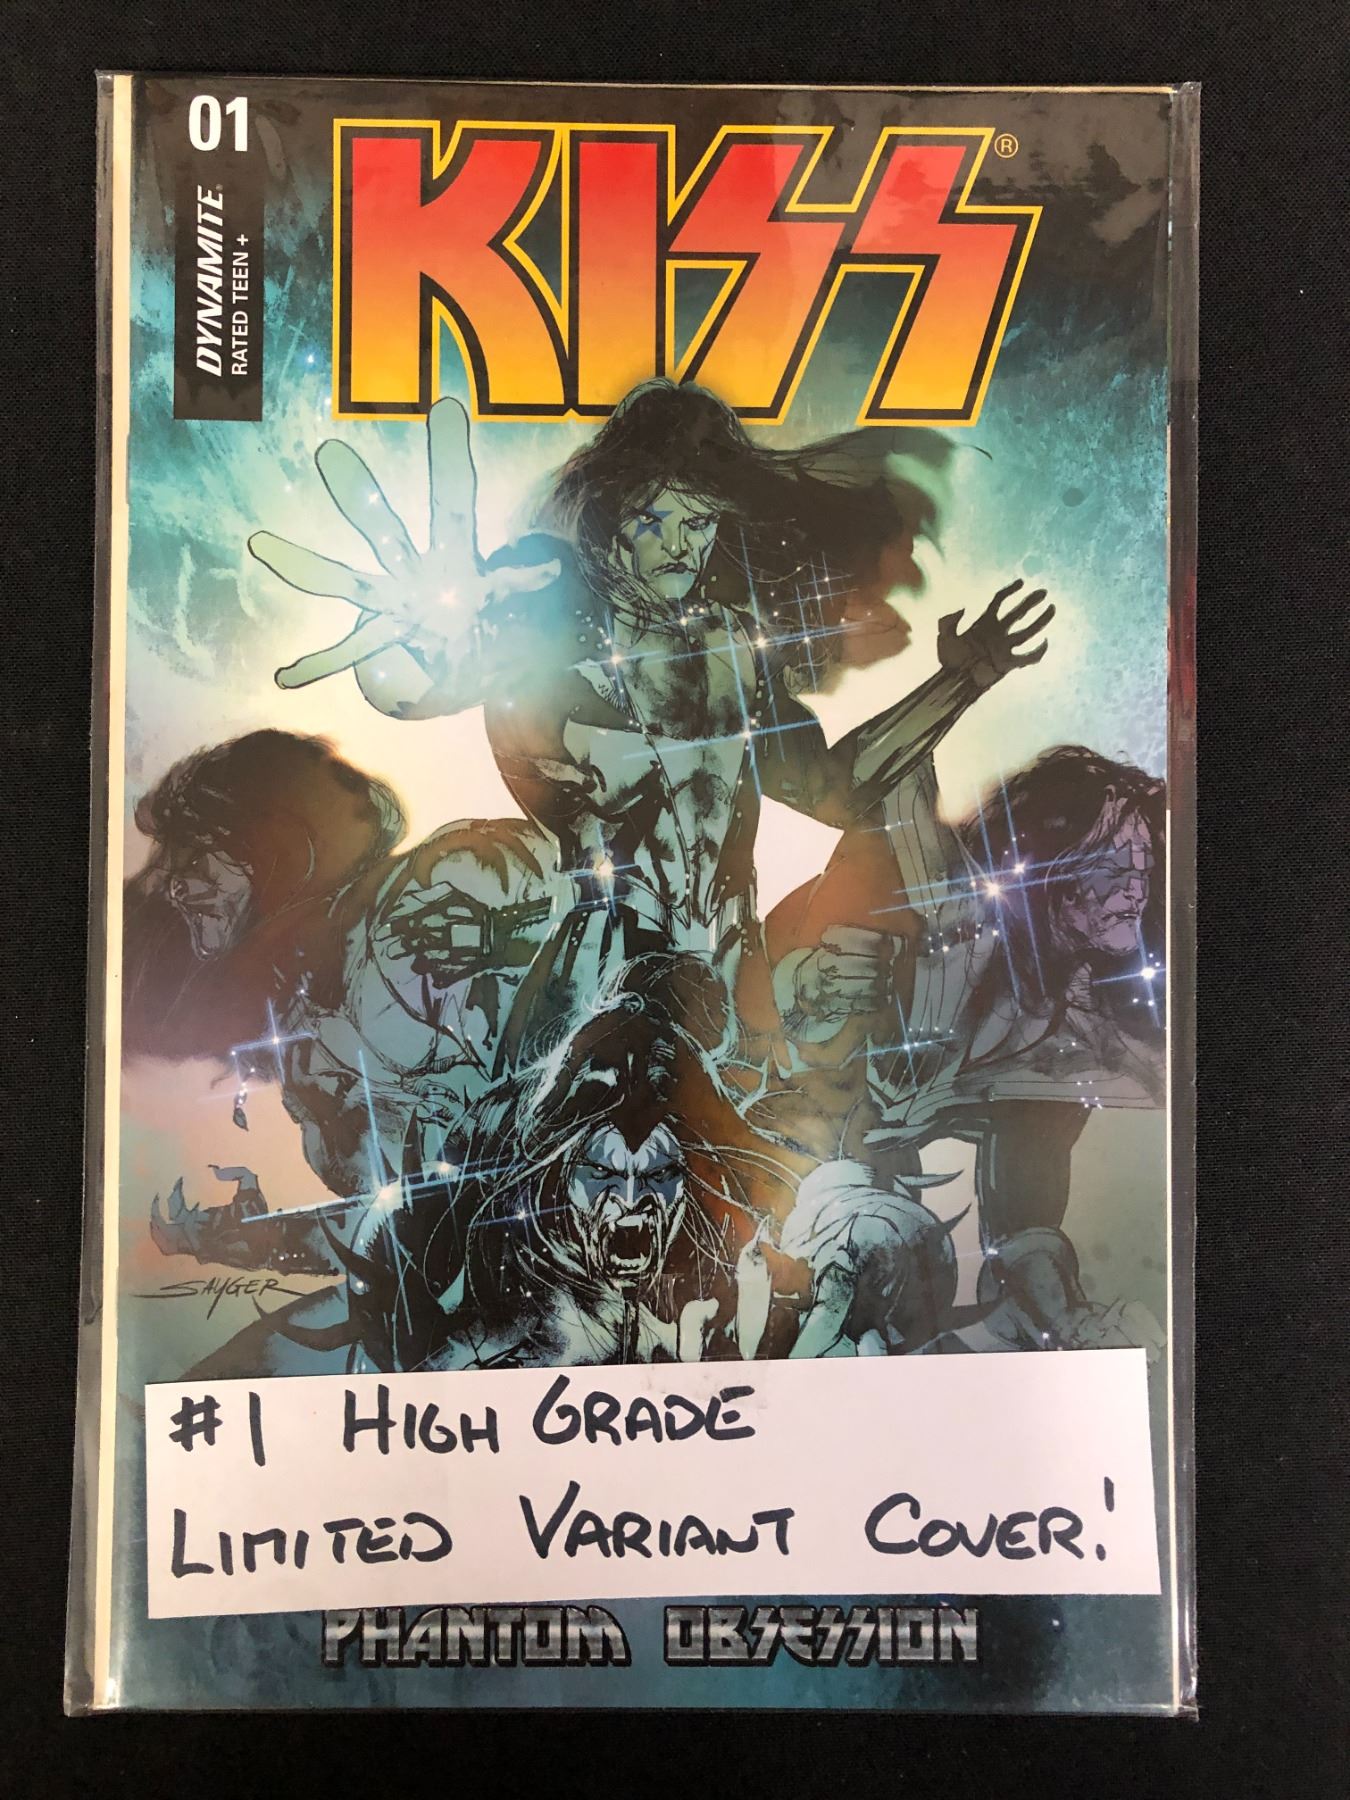 01
DYNAMITE®
RATED TEEN +
KISS®
SAYGER
#1 HIGH GRADE
LIMITED VARIANT COVER!
PHANTOM OBSESSION